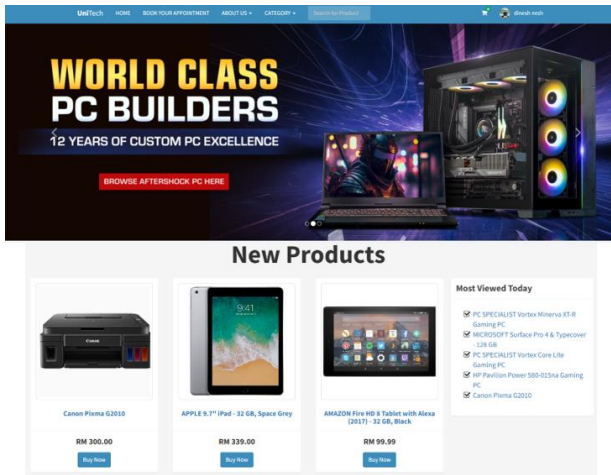 UniTech HOME BOOK YOUR APPOINTMENT ABOUT US CATEGORY Search for Product dinesh nesh
WORLD CLASS
PC BUILDERS
12 YEARS OF CUSTOM PC EXCELLENCE
BROWSE AFTERSHOCK PC HERE
New Products
Canon
9:41
Canon Pixma G2010
RM 300.00
Buy Now
APPLE 9.7" iPad - 32 GB, Space Grey
RM 339.00
Buy Now
AMAZON Fire HD 8 Tablet with Alexa
(2017) - 32 GB, Black
RM 99.99
Buy Now
Most Viewed Today
PC SPECIALIST Vortex Minerva XT-R
Gaming PC
MICROSOFT Surface Pro 4 & Typecover
- 128 GB
PC SPECIALIST Vortex Core Lite
Gaming PC
HP Pavilion Power 580-015na Gaming
PC
Canon Pixma G2010